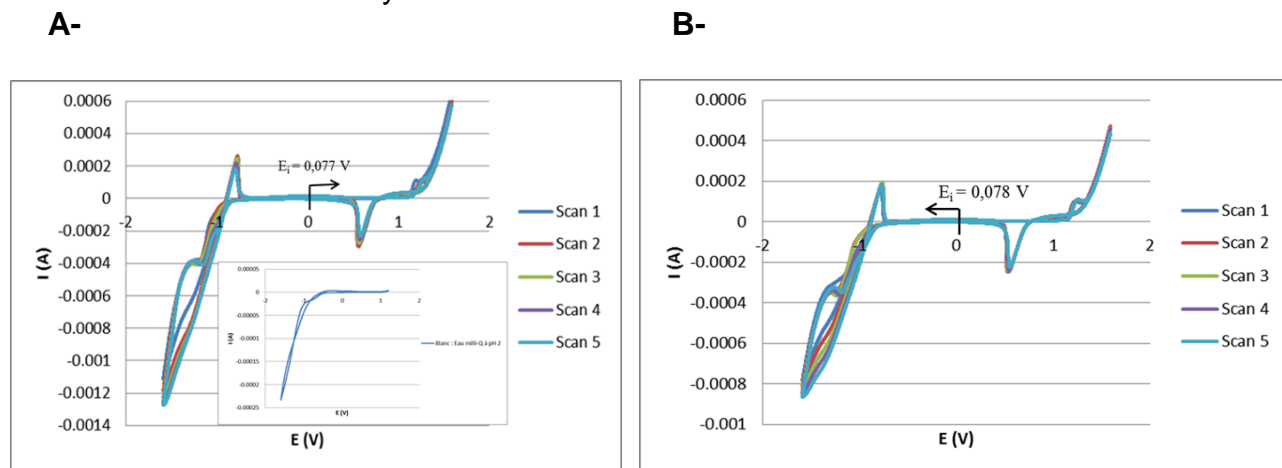 A-
B-
0.0006
0.0004
0.0002
0
-0.0002
-0.0004
-0.0006
-0.0008
-0.001
-0.0012
-0.0014
-2
-1
0
1
2
I (A)
E (V)
Ei = 0,077 V
Scan 1
Scan 2
Scan 3
Scan 4
Scan 5
0.00005
0
-0.00005
-0.0001
-0.00015
-0.0002
-0.00025
-2
-1
0
1
2
I (A)
E (V)
Blanc : Eau milli-Q à pH 2
0.0006
0.0004
0.0002
0
-0.0002
-0.0004
-0.0006
-0.0008
-0.001
-2
-1
0
1
2
I (A)
E (V)
Ei = 0,078 V
Scan 1
Scan 2
Scan 3
Scan 4
Scan 5